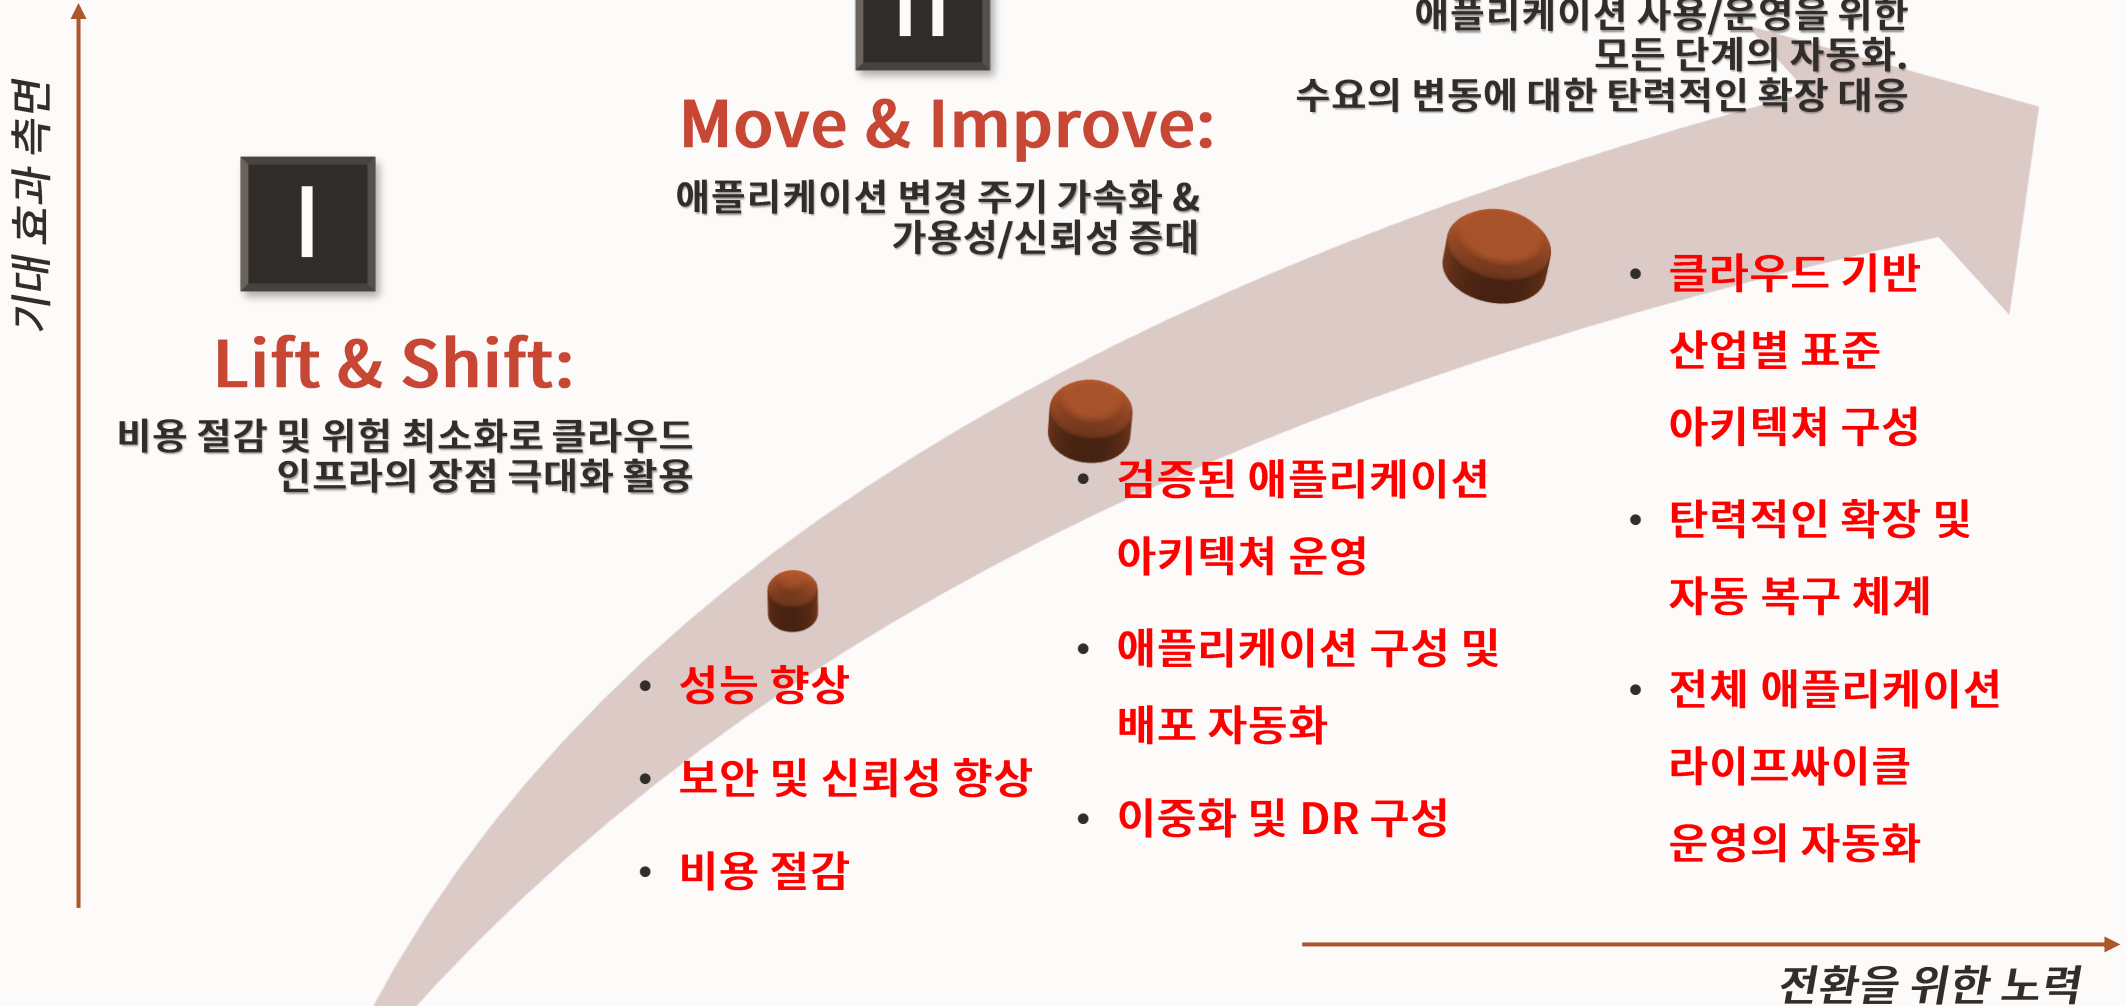 기대 효과 측면
I
Lift & Shift:
비용 절감 및 위험 최소화로 클라우드
인프라의 장점 극대화 활용
• 성능 향상
• 보안 및 신뢰성 향상
• 비용 절감
II
Move & Improve:
애플리케이션 변경 주기 가속화 &
가용성/신뢰성 증대
• 검증된 애플리케이션
아키텍쳐 운영
• 애플리케이션 구성 및
배포 자동화
• 이중화 및 DR 구성
애플리케이션 사용/운영을 위한
모든 단계의 자동화.
수요의 변동에 대한 탄력적인 확장 대응
• 클라우드 기반
산업별 표준
아키텍쳐 구성
• 탄력적인 확장 및
자동 복구 체계
• 전체 애플리케이션
라이프싸이클
운영의 자동화
전환을 위한 노력